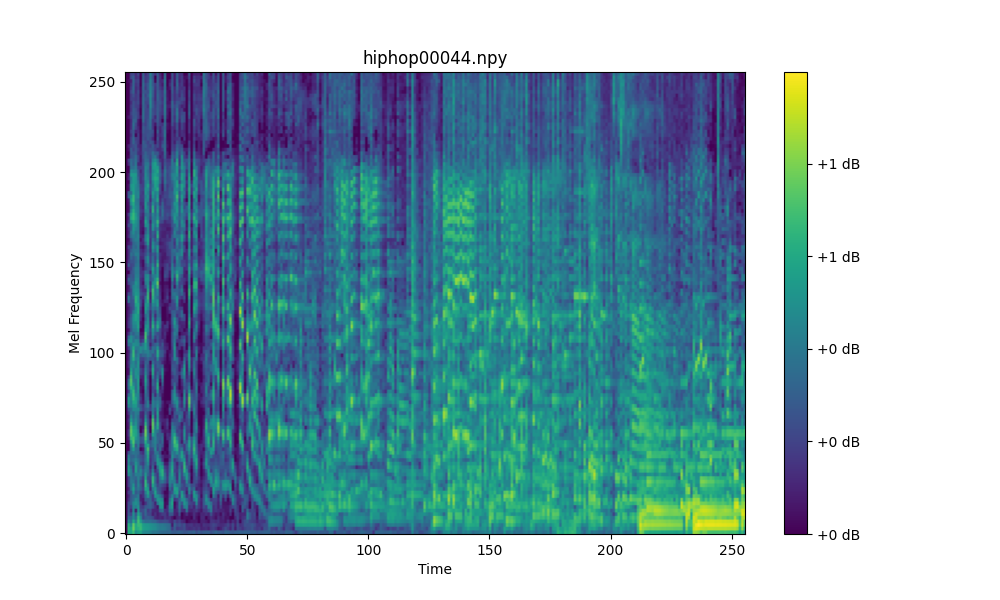 hiphop00044.npy
250
200
150
100
50
0
Mel Frequency
0 50 100 150 200 250
Time
+1 dB
+1 dB
+0 dB
+0 dB
+0 dB